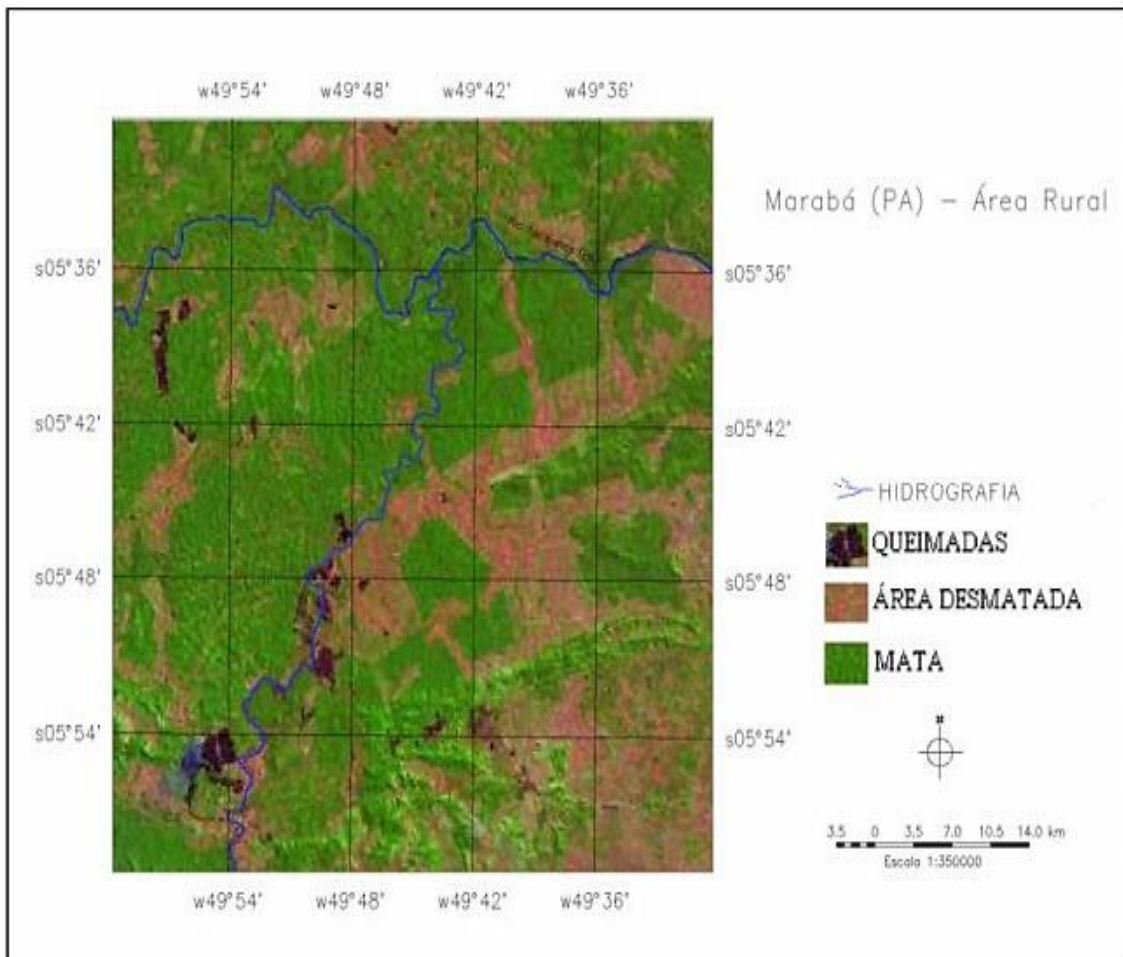 w49°54' w49°48' w49°42' w49°36'
Marabá (PA) – Área Rural
s05°36' s05°36'
s05°42' s05°42'
HIDROGRAFIA
QUEIMADAS
s05°48' s05°48'
ÁREA DESMATADA
MATA
s05°54' s05°54'
N
3.5 0 3.5 7.0 10.5 14.0 km
Escala 1:350000
w49°54' w49°48' w49°42' w49°36'